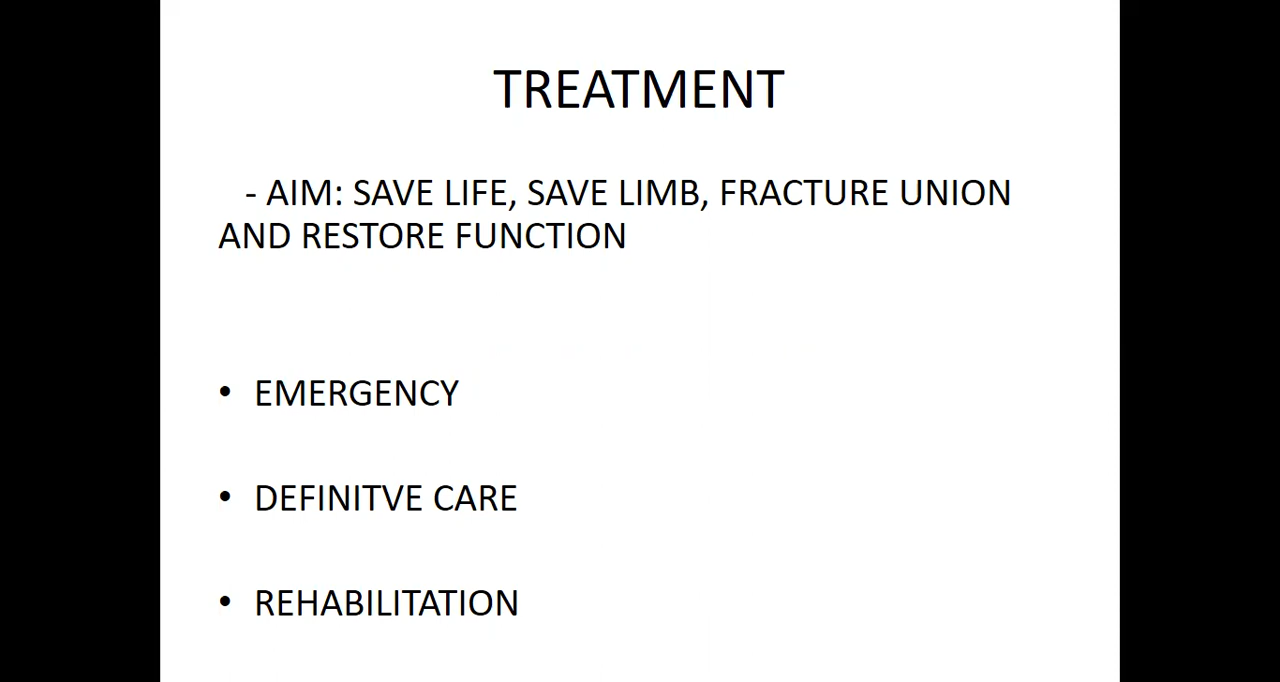 TREATMENT
- AIM: SAVE LIFE, SAVE LIMB, FRACTURE UNION
AND RESTORE FUNCTION
• EMERGENCY
• DEFINITVE CARE
• REHABILITATION